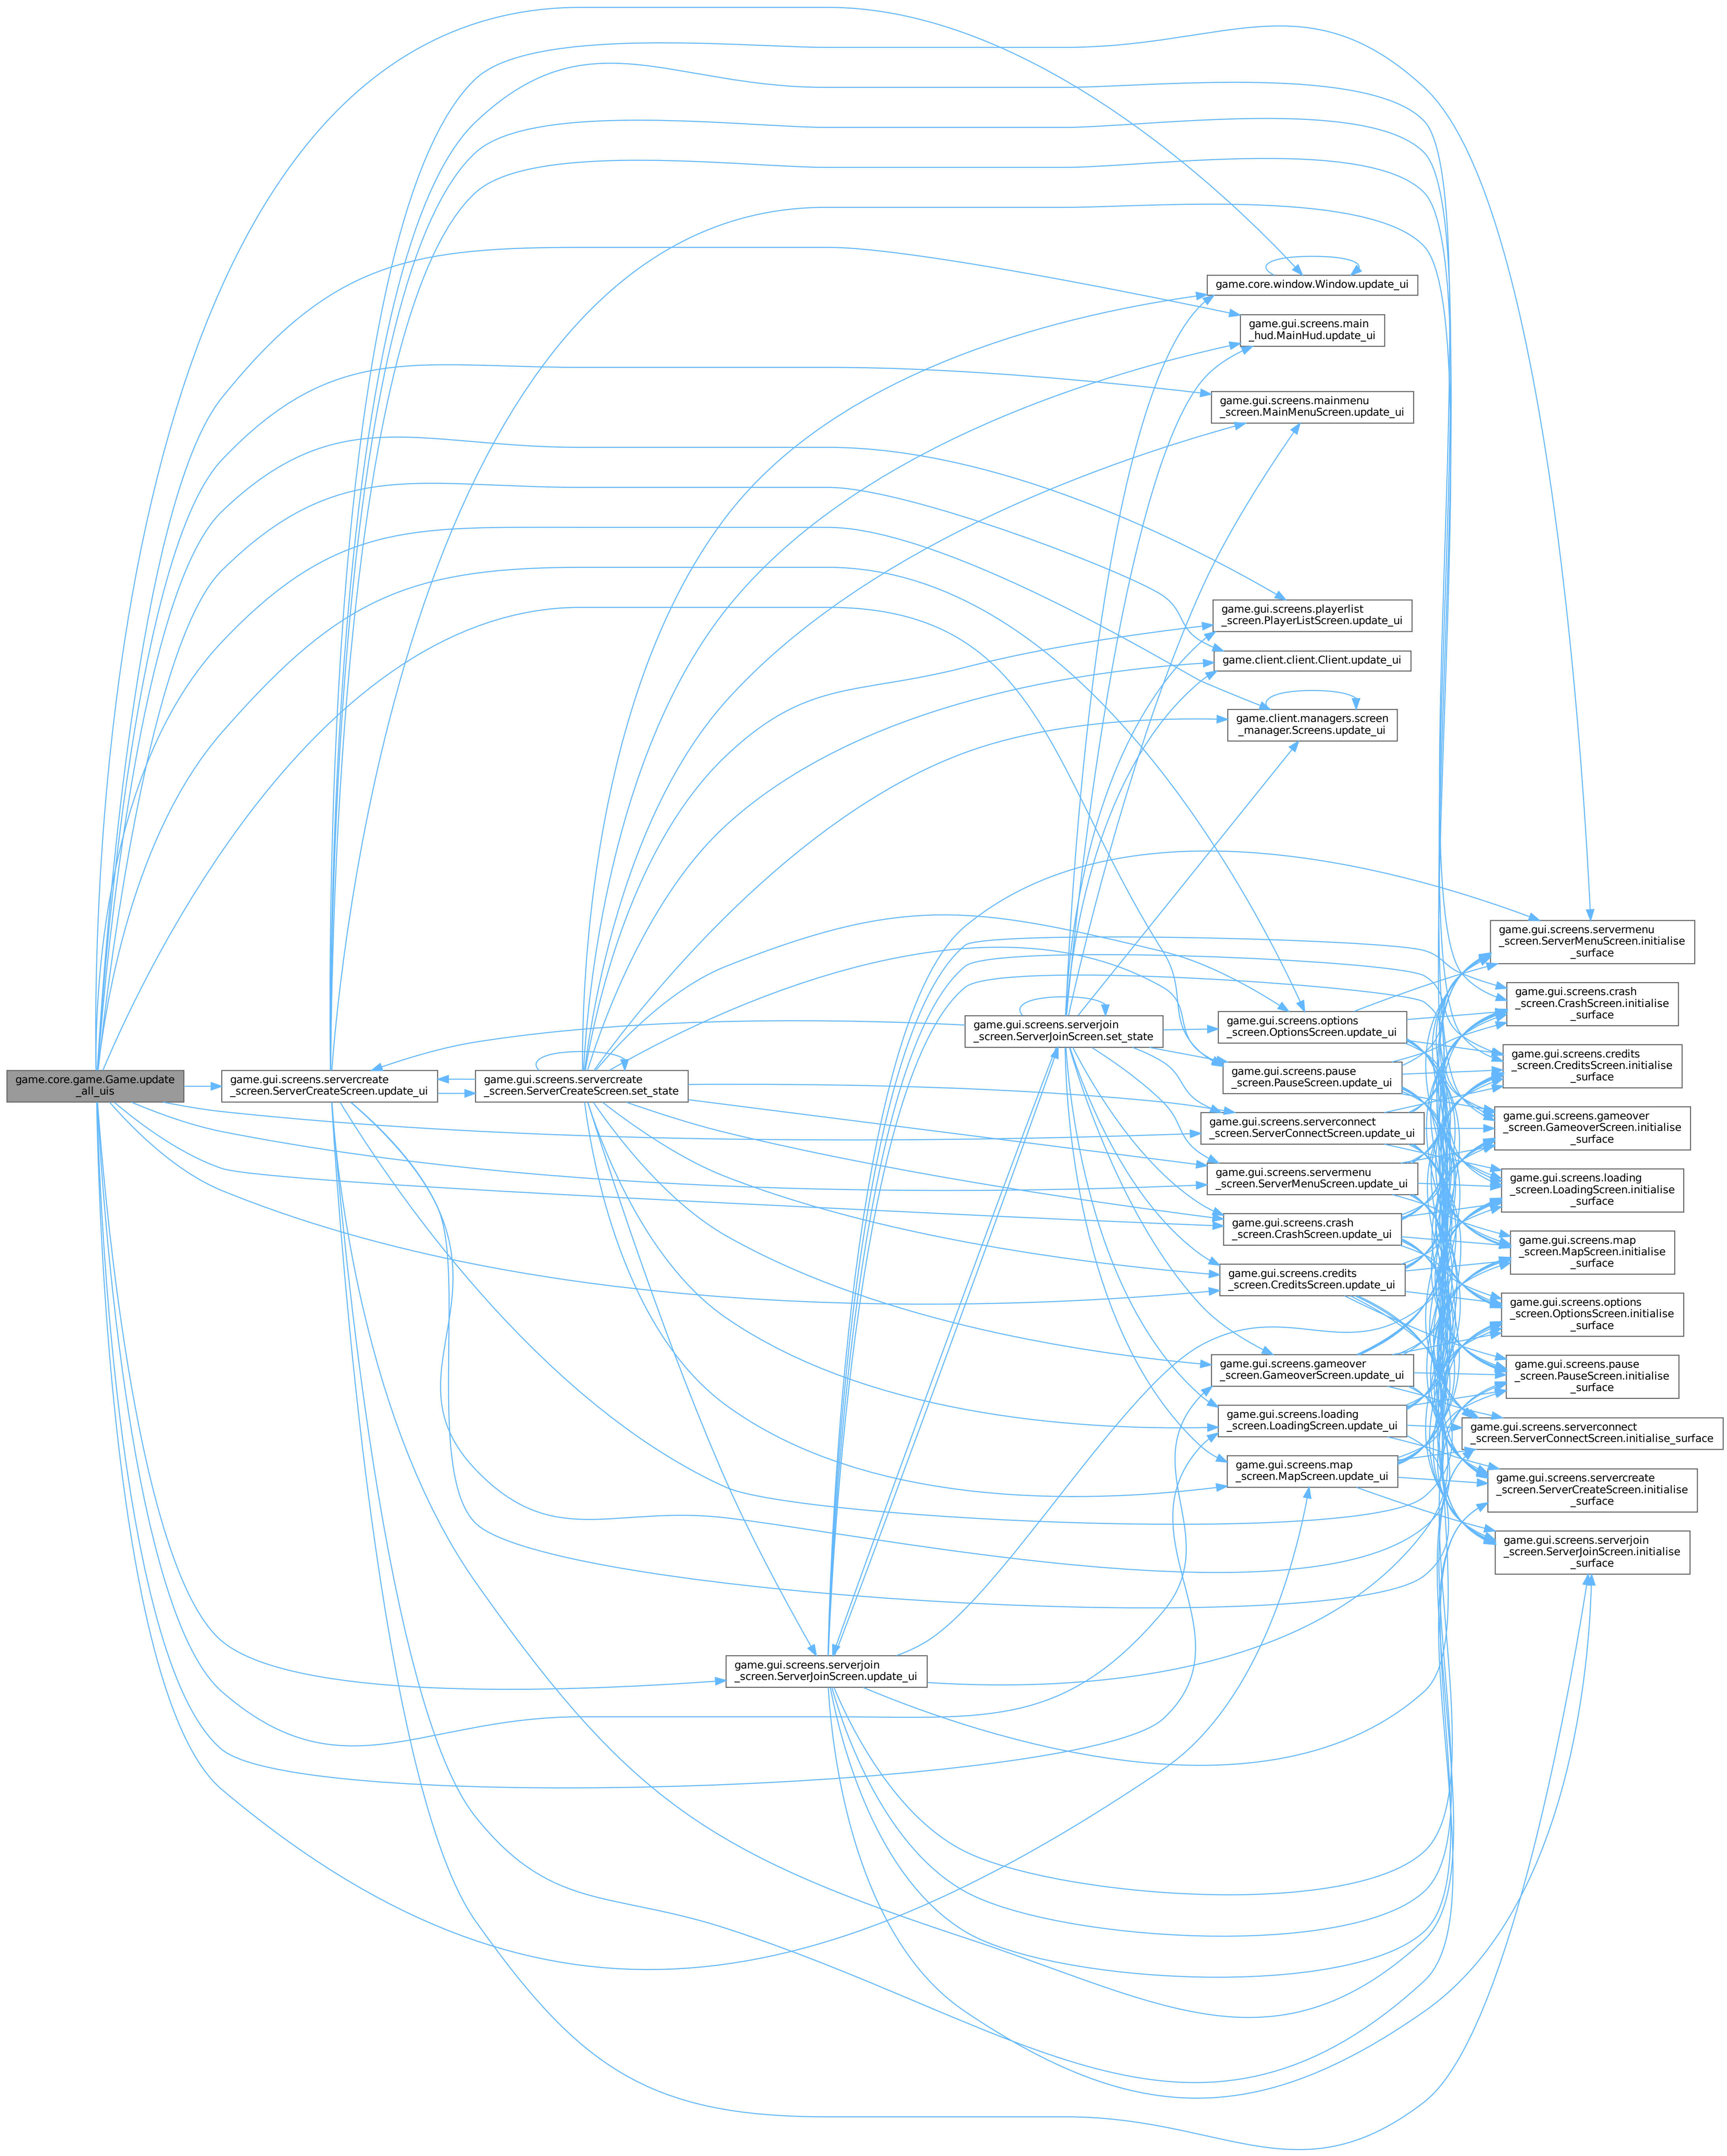 game.core.game.Game.update
_all_uis
game.gui.screens.servercreate
_screen.ServerCreateScreen.update_ui
game.gui.screens.servercreate
_screen.ServerCreateScreen.set_state
game.gui.screens.serverjoin
_screen.ServerJoinScreen.update_ui
game.gui.screens.serverjoin
_screen.ServerJoinScreen.set_state
game.core.window.Window.update_ui
game.gui.screens.main
_hud.MainHud.update_ui
game.gui.screens.mainmenu
_screen.MainMenuScreen.update_ui
game.gui.screens.playerlist
_screen.PlayerListScreen.update_ui
game.client.client.Client.update_ui
game.client.managers.screen
_manager.Screens.update_ui
game.gui.screens.options
_screen.OptionsScreen.update_ui
game.gui.screens.pause
_screen.PauseScreen.update_ui
game.gui.screens.serverconnect
_screen.ServerConnectScreen.update_ui
game.gui.screens.servermenu
_screen.ServerMenuScreen.update_ui
game.gui.screens.crash
_screen.CrashScreen.update_ui
game.gui.screens.credits
_screen.CreditsScreen.update_ui
game.gui.screens.gameover
_screen.GameoverScreen.update_ui
game.gui.screens.loading
_screen.LoadingScreen.update_ui
game.gui.screens.map
_screen.MapScreen.update_ui
game.gui.screens.servermenu
_screen.ServerMenuScreen.initialise
_surface
game.gui.screens.crash
_screen.CrashScreen.initialise
_surface
game.gui.screens.credits
_screen.CreditsScreen.initialise
_surface
game.gui.screens.gameover
_screen.GameoverScreen.initialise
_surface
game.gui.screens.loading
_screen.LoadingScreen.initialise
_surface
game.gui.screens.map
_screen.MapScreen.initialise
_surface
game.gui.screens.options
_screen.OptionsScreen.initialise
_surface
game.gui.screens.pause
_screen.PauseScreen.initialise
_surface
game.gui.screens.serverconnect
_screen.ServerConnectScreen.initialise_surface
game.gui.screens.servercreate
_screen.ServerCreateScreen.initialise
_surface
game.gui.screens.serverjoin
_screen.ServerJoinScreen.initialise
_surface